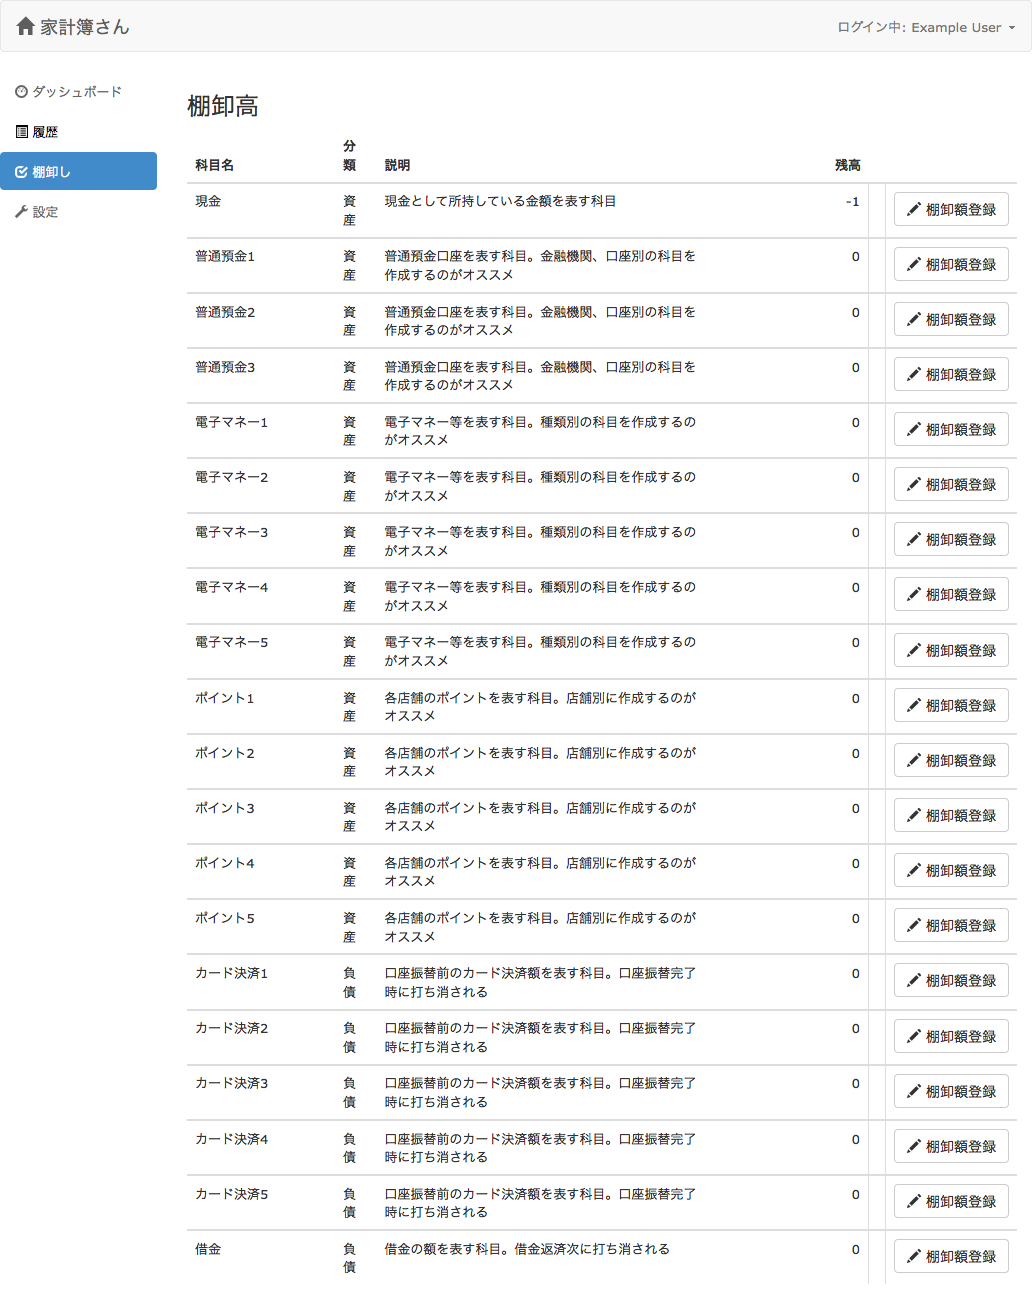 家計簿さん
ログイン中: Example User
ダッシュボード
履歴
棚卸し
設定
棚卸高
科目名 分類 説明 残高
現金 資産 現金として所持している金額を表す科目 -1 棚卸額登録
普通預金1 資産 普通預金口座を表す科目。金融機関、口座別の科目を 0 棚卸額登録
作成するのがオススメ
普通預金2 資産 普通預金口座を表す科目。金融機関、口座別の科目を 0 棚卸額登録
作成するのがオススメ
普通預金3 資産 普通預金口座を表す科目。金融機関、口座別の科目を 0 棚卸額登録
作成するのがオススメ
電子マネー1 資産 電子マネー等を表す科目。種類別の科目を作成するの 0 棚卸額登録
がオススメ
電子マネー2 資産 電子マネー等を表す科目。種類別の科目を作成するの 0 棚卸額登録
がオススメ
電子マネー3 資産 電子マネー等を表す科目。種類別の科目を作成するの 0 棚卸額登録
がオススメ
電子マネー4 資産 電子マネー等を表す科目。種類別の科目を作成するの 0 棚卸額登録
がオススメ
電子マネー5 資産 電子マネー等を表す科目。種類別の科目を作成するの 0 棚卸額登録
がオススメ
ポイント1 資産 各店舗のポイントを表す科目。店舗別に作成するのが 0 棚卸額登録
オススメ
ポイント2 資産 各店舗のポイントを表す科目。店舗別に作成するのが 0 棚卸額登録
オススメ
ポイント3 資産 各店舗のポイントを表す科目。店舗別に作成するのが 0 棚卸額登録
オススメ
ポイント4 資産 各店舗のポイントを表す科目。店舗別に作成するのが 0 棚卸額登録
オススメ
ポイント5 資産 各店舗のポイントを表す科目。店舗別に作成するのが 0 棚卸額登録
オススメ
カード決済1 負債 口座振替前のカード決済額を表す科目。口座振替完了 0 棚卸額登録
時に打ち消される
カード決済2 負債 口座振替前のカード決済額を表す科目。口座振替完了 0 棚卸額登録
時に打ち消される
カード決済3 負債 口座振替前のカード決済額を表す科目。口座振替完了 0 棚卸額登録
時に打ち消される
カード決済4 負債 口座振替前のカード決済額を表す科目。口座振替完了 0 棚卸額登録
時に打ち消される
カード決済5 負債 口座振替前のカード決済額を表す科目。口座振替完了 0 棚卸額登録
時に打ち消される
借金 負債 借金の額を表す科目。借金返済次に打ち消される 0 棚卸額登録